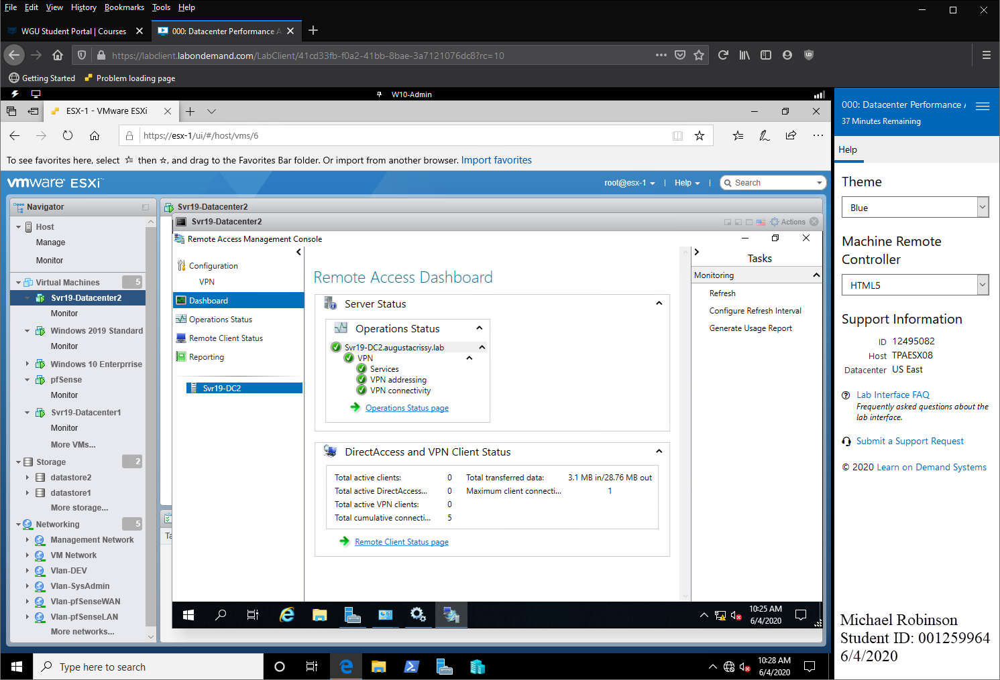 File Edit View History Bookmarks Tools Help
WGU Student Portal | Courses
000: Datacenter Performance A
https://labclient.labondemand.com/LabClient/41cd33fb-f0a2-41bb-8bae-3a7121076dc8?rc=10
Getting Started Problem loading page
W10-Admin
ESX-1 - VMware ESXi
https://esx-1/ui/#/host/vms/6
To see favorites here, select then ☆, and drag to the Favorites Bar folder. Or import from another browser. Import favorites
vmware ESXi
root@esx-1 | Help | Search
Navigator
Host
Manage
Monitor
Virtual Machines 5
Svr19-Datacenter2
Monitor
Windows 2019 Standard
Monitor
Windows 10 Enterprrise
pfSense
Monitor
Svr19-Datacenter1
Monitor
More VMs...
Storage 2
datastore2
datastore1
More storage...
Networking 5
Management Network
VM Network
Vlan-DEV
Vlan-SysAdmin
Vlan-pfSenseWAN
Vlan-pfSenseLAN
More networks...
Svr19-Datacenter2
Ta
Svr19-Datacenter2
Actions
Remote Access Management Console
Configuration
VPN
Dashboard
Operations Status
Remote Client Status
Reporting
Svr19-DC2
Remote Access Dashboard
Server Status
Operations Status
Svr19-DC2.augustacrissy.lab
VPN
Services
VPN addressing
VPN connectivity
Operations Status page
DirectAccess and VPN Client Status
Total active clients: 0 Total transferred data: 3.1 MB in/28.76 MB out
Total active DirectAccess... 0 Maximum client connecti... 1
Total active VPN clients: 0
Total cumulative connecti... 5
Remote Client Status page
Tasks
Monitoring
Refresh
Configure Refresh Interval
Generate Usage Report
10:25 AM
6/4/2020
Type here to search
10:28 AM
6/4/2020
000: Datacenter Performance A
37 Minutes Remaining
Help
Theme
Blue
Machine Remote
Controller
HTML5
Support Information
ID 12495082
Host TPAESX08
Datacenter US East
Lab Interface FAQ
Frequently asked questions about the
lab interface.
Submit a Support Request
© 2020 Learn on Demand Systems
Michael Robinson
Student ID: 001259964
6/4/2020